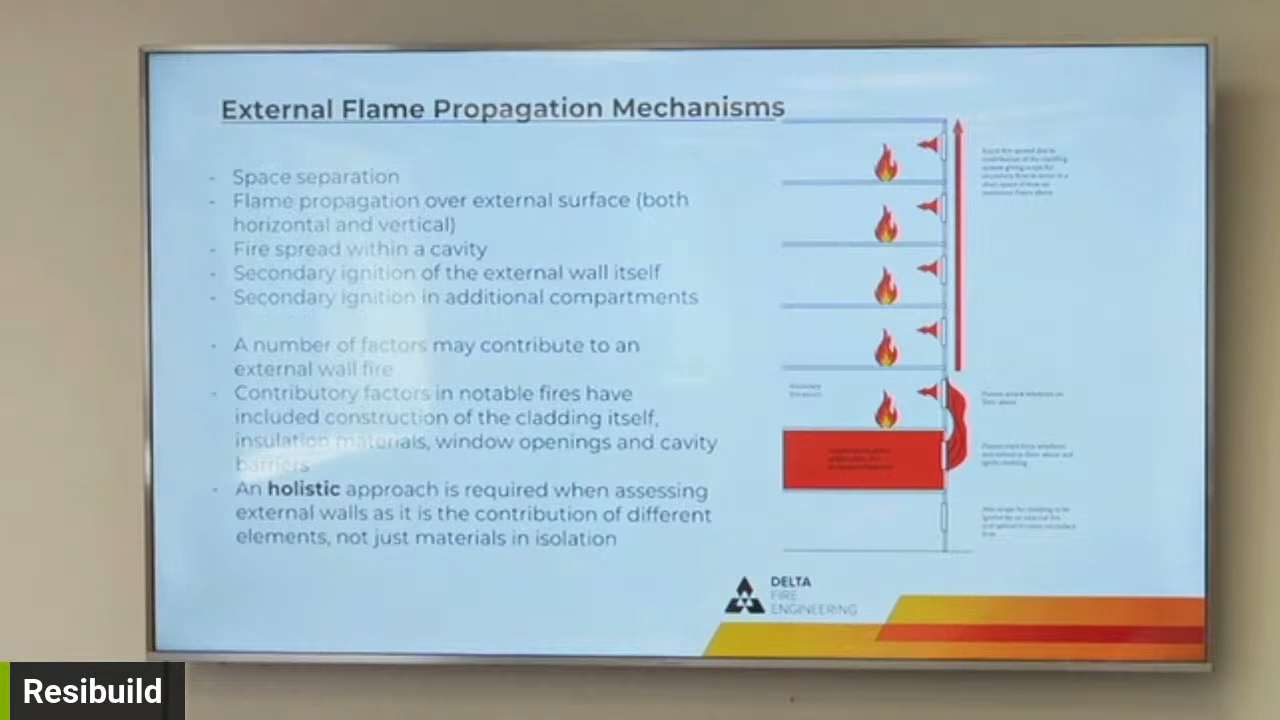 External Flame Propagation Mechanisms
- Space separation
- Flame propagation over external surface (both
horizontal and vertical)
- Fire spread within a cavity
- Secondary ignition of the external wall itself
- Secondary ignition in additional compartments
- A number of factors may contribute to an
external wall fire
- Contributory factors in notable fires have
included construction of the cladding itself,
insulation materials, window openings and cavity
barriers
- An holistic approach is required when assessing
external walls as it is the contribution of different
elements, not just materials in isolation
DELTA
FIRE
ENGINEERING
Resibuild